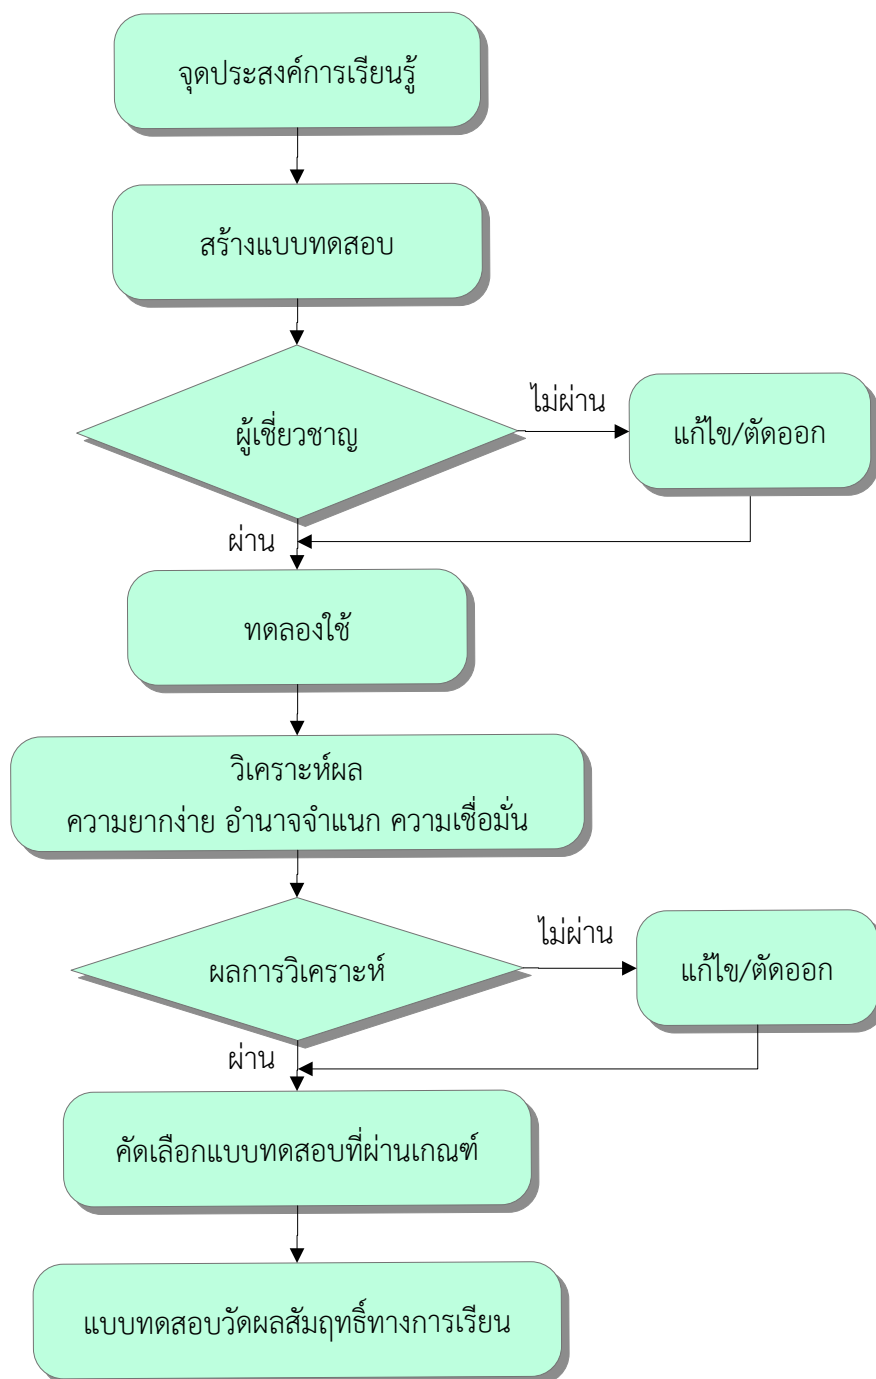 จุดประสงค์การเรียนรู้
สร้างแบบทดสอบ
ผู้เชี่ยวชาญ
ไม่ผ่าน
แก้ไข/ตัดออก
ผ่าน
ทดลองใช้
วิเคราะห์ผล
ความยากง่าย อำนาจจำแนก ความเชื่อมั่น
ผลการวิเคราะห์
ไม่ผ่าน
แก้ไข/ตัดออก
ผ่าน
คัดเลือกแบบทดสอบที่ผ่านเกณฑ์
แบบทดสอบวัดผลสัมฤทธิ์ทางการเรียน